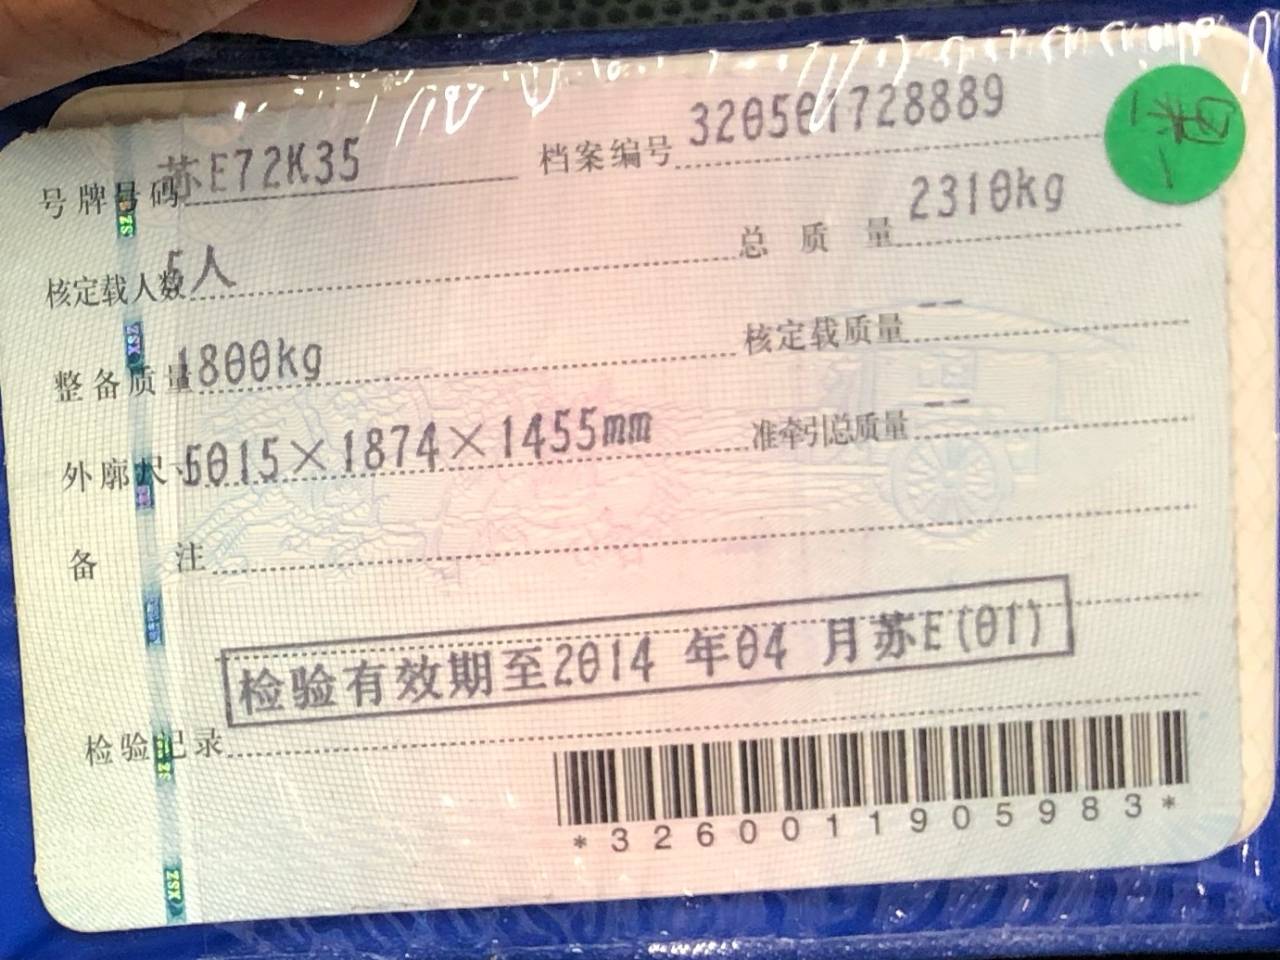 号牌号码 苏E72K35 档案编号 320501728889
核定载人数 5人 总质量 2310kg
整备质量 1800kg 核定载质量 --
外廓尺寸 5015×1874×1455mm 准牵引总质量 --
备注
检验有效期至2014 年04 月苏E(01)
检验记录
*3260011905983*
XSZ